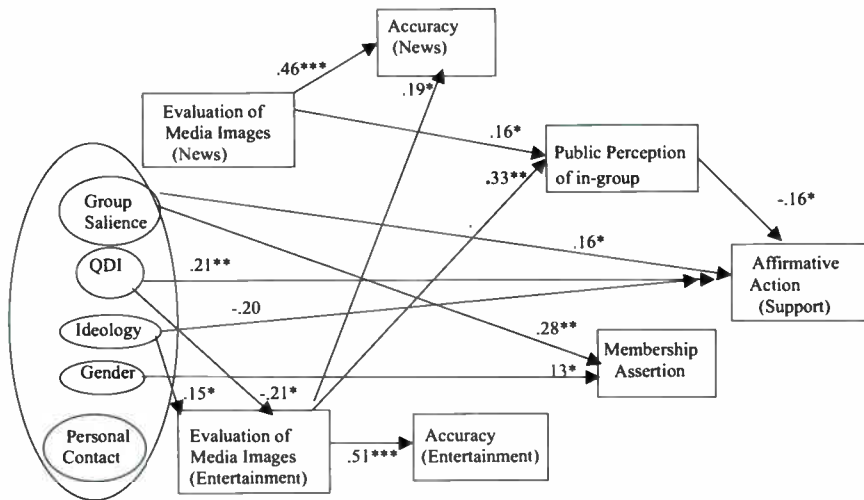 Accuracy
(News)
.46***
.19*
Evaluation of
Media Images
(News)
.16*
Public Perception
of in-group
.33**
-.16*
Group
Salience
.16*
QDI
.21**
Affirmative
Action
(Support)
-.20
Ideology
.28**
Membership
Assertion
Gender
13*
.15*
-.21*
Personal
Contact
Evaluation of
Media Images
(Entertainment)
.51***
Accuracy
(Entertainment)